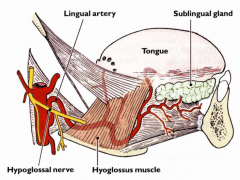 Lingual artery
Sublingual gland
Tongue
Hypoglossal nerve
Hyoglossus muscle